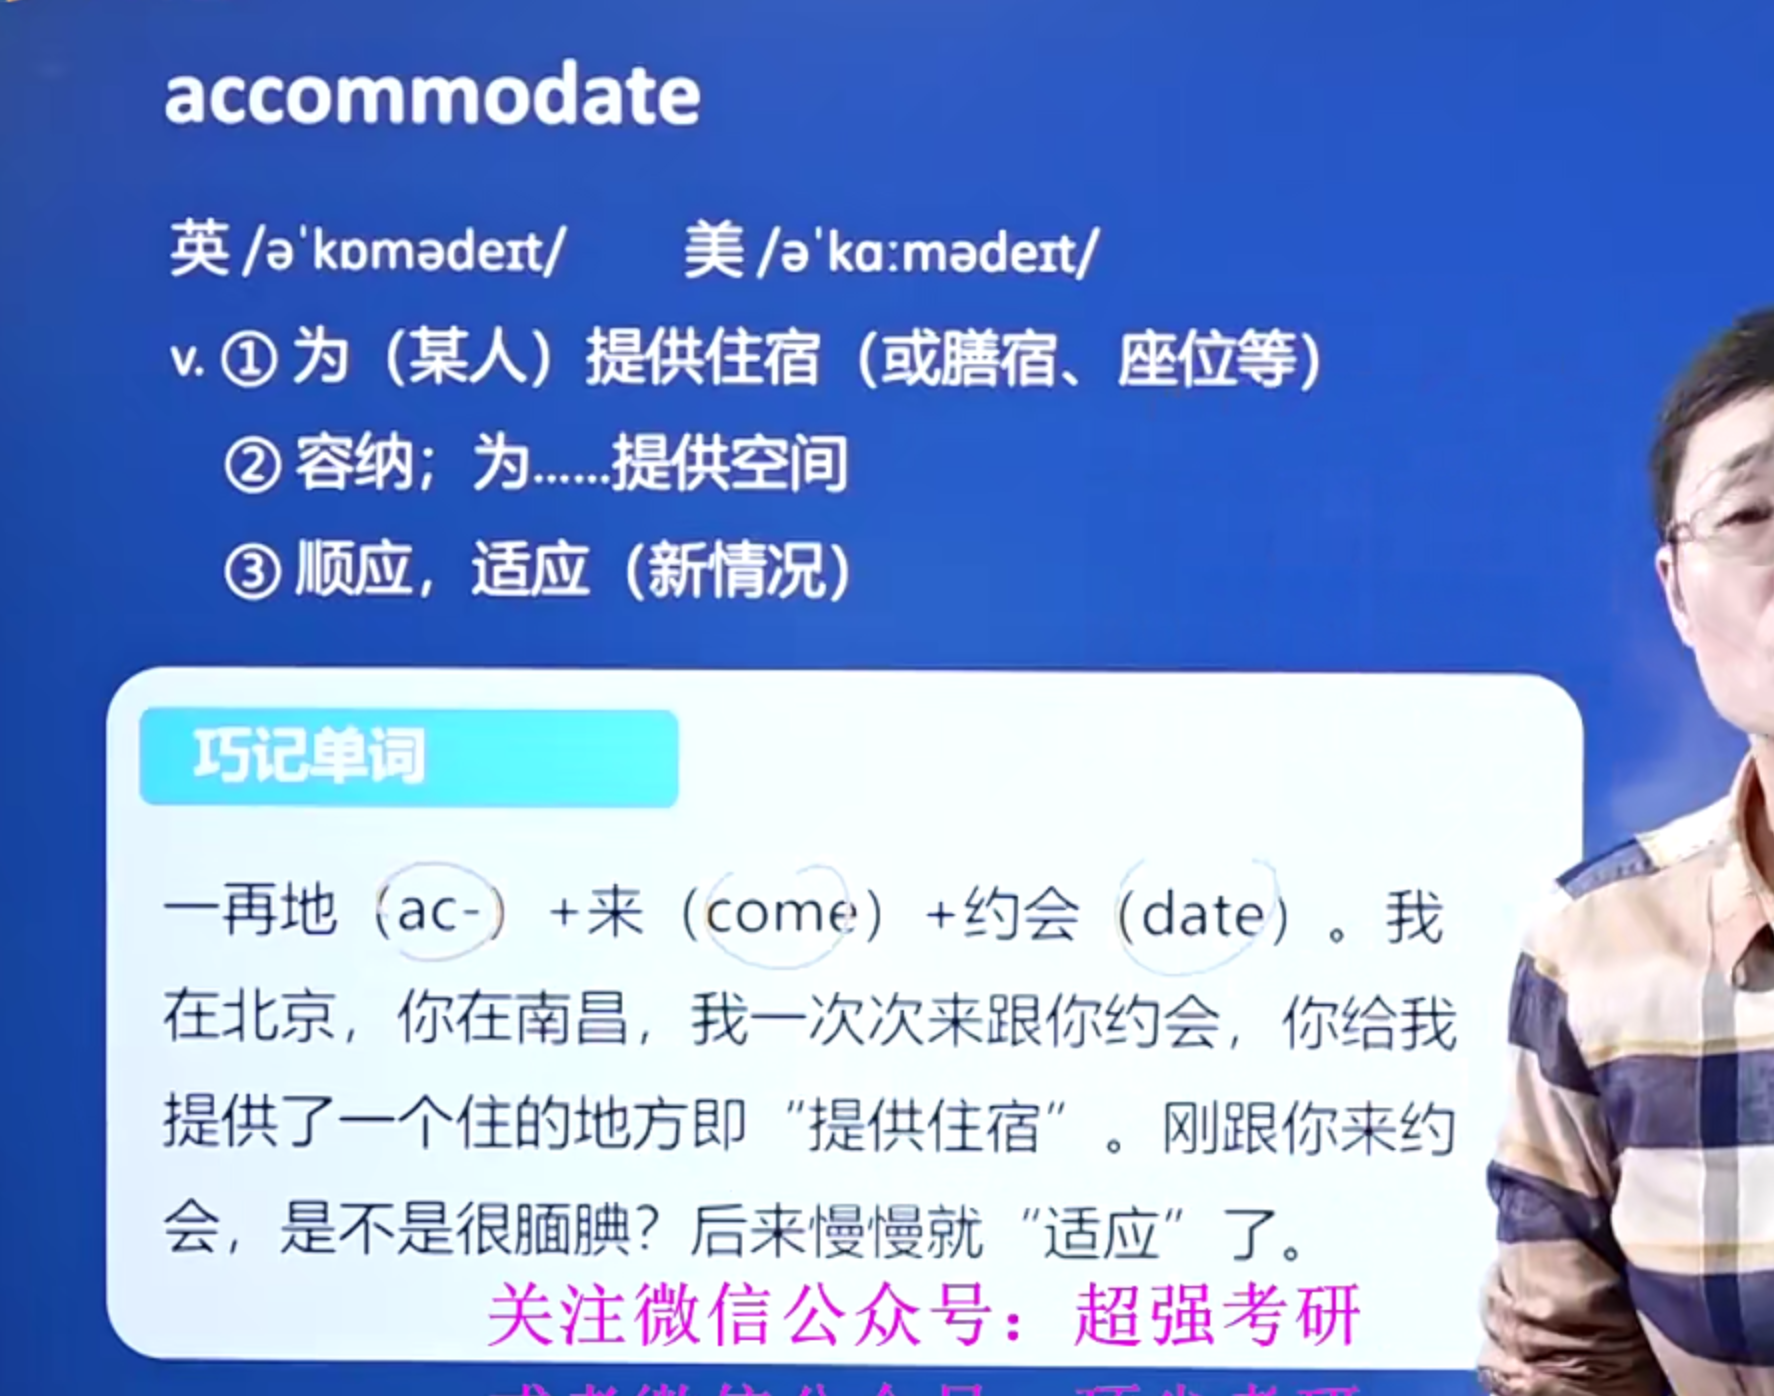 accommodate
英 /əˈkɒmədeɪt/ 美 /əˈkɑːmədeɪt/
v. ① 为（某人）提供住宿（或膳宿、座位等）
② 容纳；为……提供空间
③ 顺应，适应（新情况）
巧记单词
一再地（ac-）+来（come）+约会（date）。我
在北京，你在南昌，我一次次来跟你约会，你给我
提供了一个住的地方即“提供住宿”。刚跟你来约
会，是不是很腼腆？后来慢慢就“适应”了。
关注微信公众号：超强考研